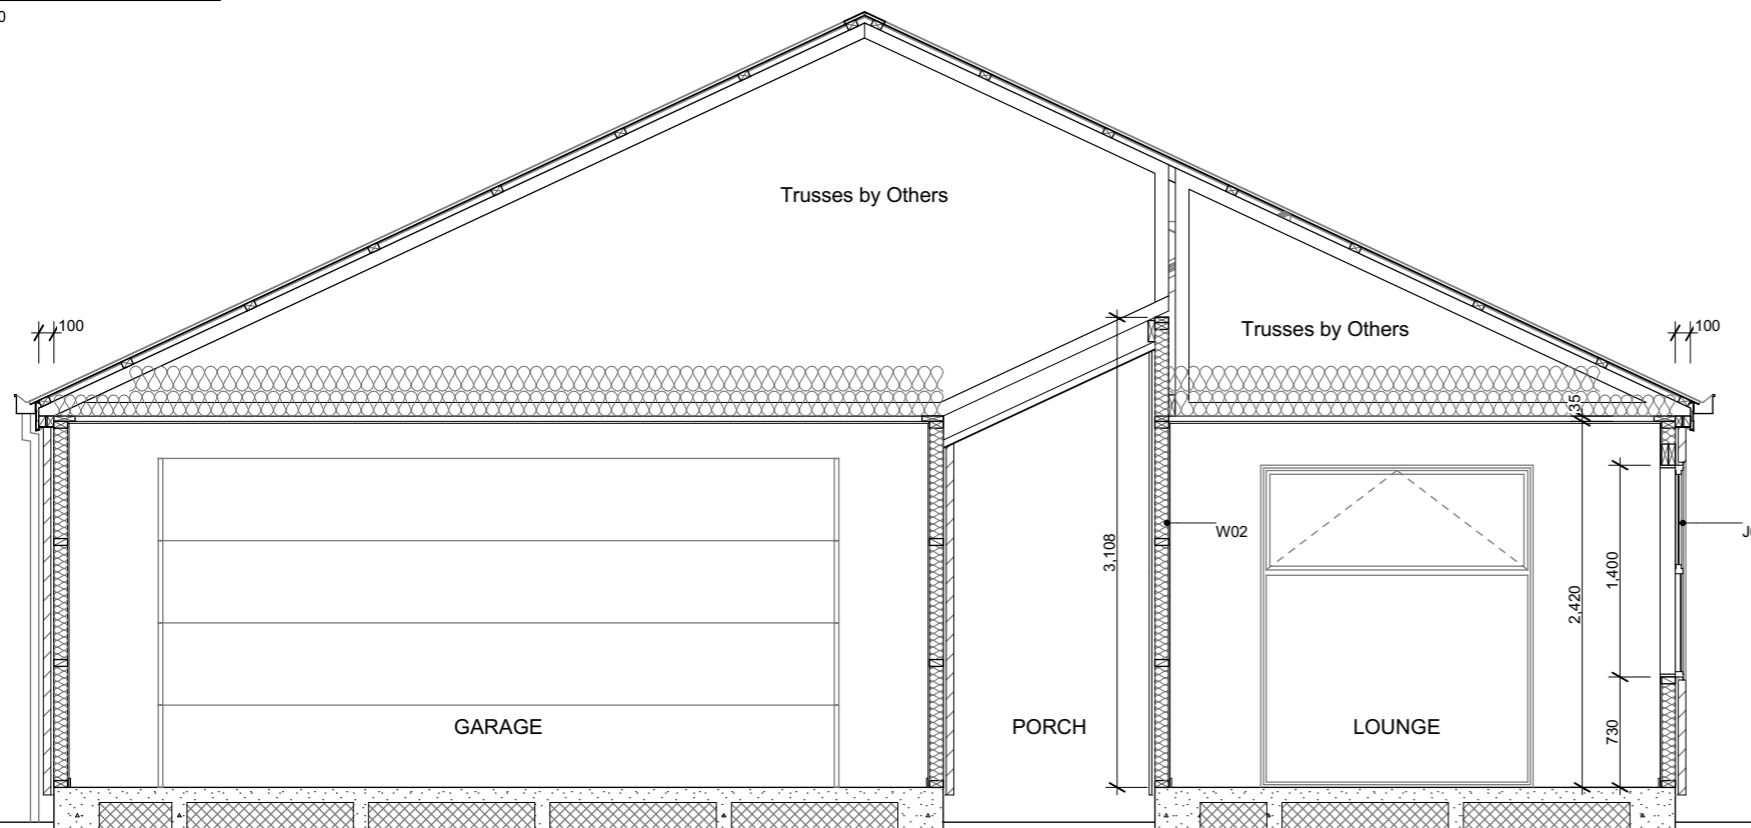 0
Trusses by Others
100
Trusses by Others
100
35
3,108
W02
2,420
1,400
730
GARAGE
PORCH
LOUNGE